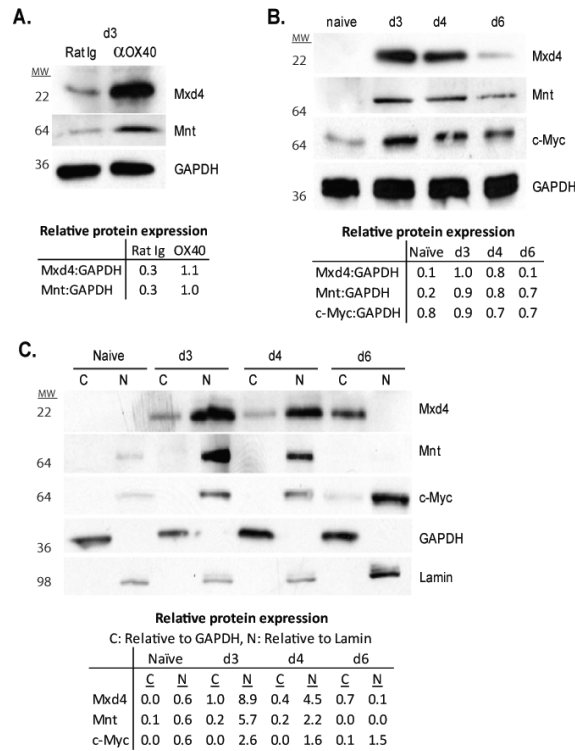 A.
d3
Rat Ig αOX40
MW
22 Mxd4
64 Mnt
36 GAPDH
Relative protein expression
Rat Ig OX40
Mxd4:GAPDH 0.3 1.1
Mnt:GAPDH 0.3 1.0
B.
naive d3 d4 d6
MW
22 Mxd4
64 Mnt
64 c-Myc
36 GAPDH
Relative protein expression
Naïve d3 d4 d6
Mxd4:GAPDH 0.1 1.0 0.8 0.1
Mnt:GAPDH 0.2 0.9 0.8 0.7
c-Myc:GAPDH 0.8 0.9 0.7 0.7
C.
Naive d3 d4 d6
C N C N C N C N
MW
22 Mxd4
64 Mnt
64 c-Myc
36 GAPDH
98 Lamin
Relative protein expression
C: Relative to GAPDH, N: Relative to Lamin
Naïve d3 d4 d6
C N C N C N C N
Mxd4 0.0 0.6 1.0 8.9 0.4 4.5 0.7 0.1
Mnt 0.1 0.6 0.2 5.7 0.2 2.2 0.0 0.0
c-Myc 0.0 0.6 0.0 2.6 0.0 1.6 0.1 1.5